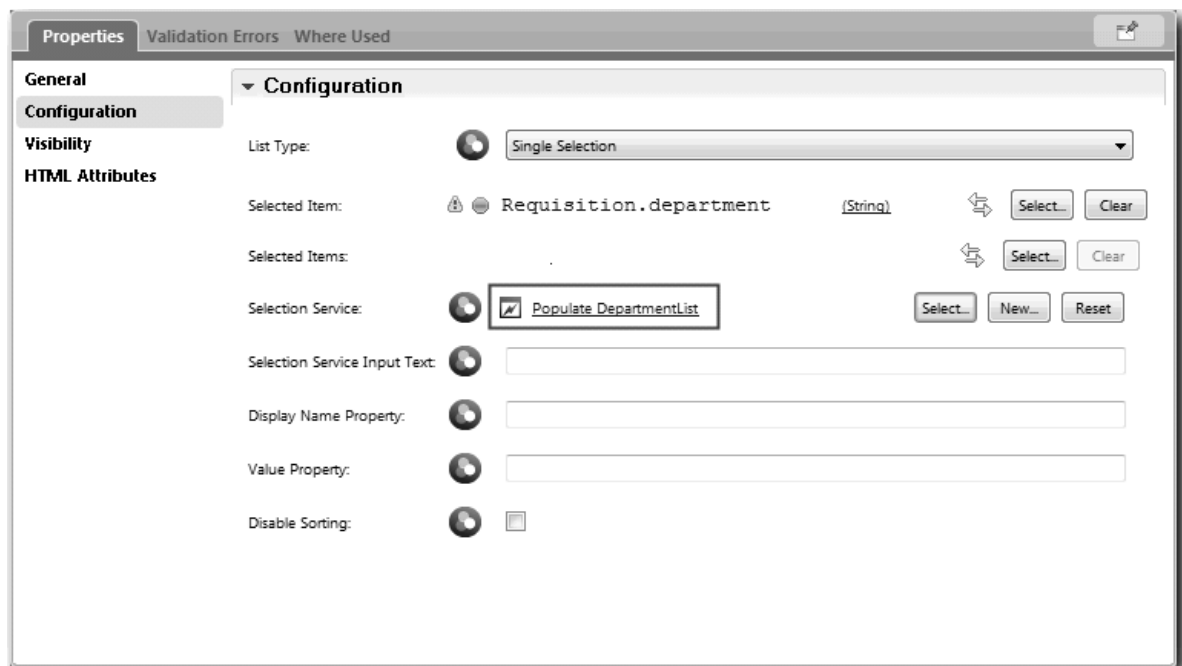 Properties Validation Errors Where Used
General
Configuration
Visibility
HTML Attributes
Configuration
List Type: Single Selection
Selected Item: Requisition.department (String) Select... Clear
Selected Items: Select... Clear
Selection Service: Populate DepartmentList Select... New... Reset
Selection Service Input Text:
Display Name Property:
Value Property:
Disable Sorting: